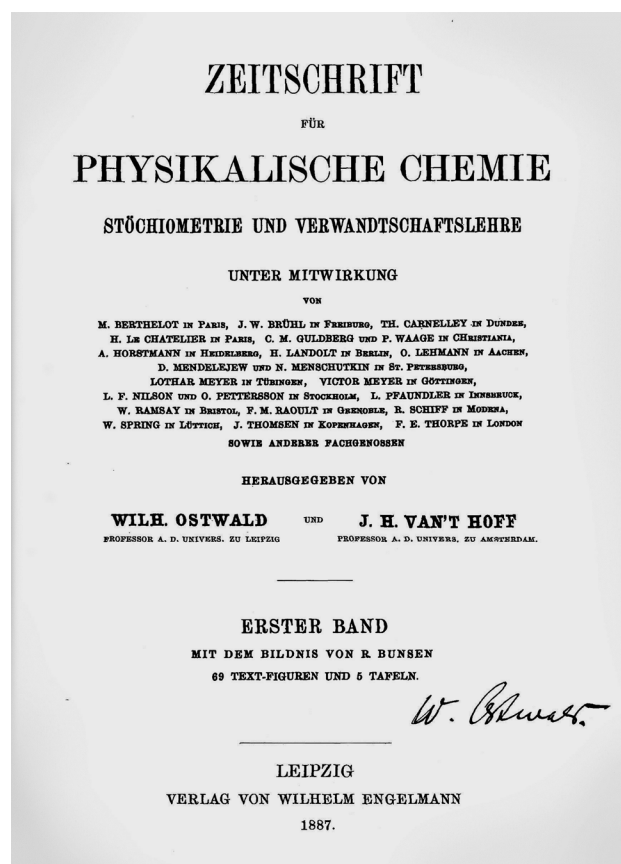 ZEITSCHRIFT
FÜR
PHYSIKALISCHE CHEMIE
STÖCHIOMETRIE UND VERWANDTSCHAFTSLEHRE
UNTER MITWIRKUNG
VON
M. BERTHELOT IN PARIS, J. W. BRÜHL IN FREIBURG, TH. CARNELLEY IN DUNDEE,
H. LE CHATELIER IN PARIS, C. M. GULDBERG UND P. WAAGE IN CHRISTIANIA,
A. HORSTMANN IN HEIDELBERG, H. LANDOLT IN BERLIN, O. LEHMANN IN AACHEN,
D. MENDELEJEW UND N. MENSCHUTKIN IN ST. PETERSBURG,
LOTHAR MEYER IN TÜBINGEN, VICTOR MEYER IN GÖTTINGEN,
L. F. NILSON UND O. PETTERSSON IN STOCKHOLM, L. PFAUNDLER IN INNSBRUCK,
W. RAMSAY IN BRISTOL, F. M. RAOULT IN GRENOBLE, R. SCHIFF IN MODENA,
W. SPRING IN LÜTTICH, J. THOMSEN IN KOPENHAGEN, F. E. THORPE IN LONDON
SOWIE ANDERER FACHGENOSSEN
HERAUSGEGEBEN VON
WILH. OSTWALD UND J. H. VAN'T HOFF
PROFESSOR A. D. UNIVERS. ZU LEIPZIG PROFESSOR A. D. UNIVERS. ZU AMSTERDAM.
ERSTER BAND
MIT DEM BILDNIS VON R. BUNSEN
69 TEXT-FIGUREN UND 5 TAFELN.
W. Ostwald.
LEIPZIG
VERLAG VON WILHELM ENGELMANN
1887.